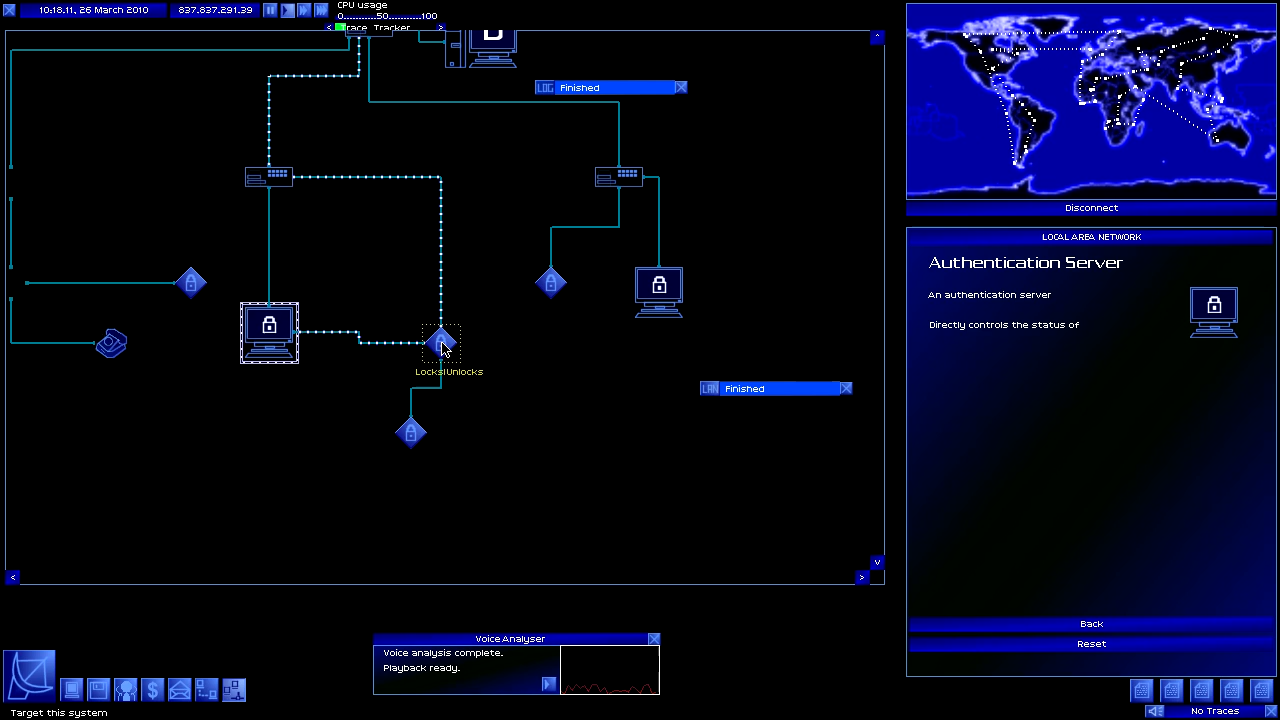 10:18.11, 26 March 2010
837.837.291.39
CPU usage
0............50............100
< race Tracker >
LOG Finished
Disconnect
LOCAL AREA NETWORK
Authentication Server
An authentication server
Directly controls the status of
Locks/Unlocks
LAN Finished
Back
Reset
Voice Analyser
Voice analysis complete.
Playback ready.
Target this system
No Traces